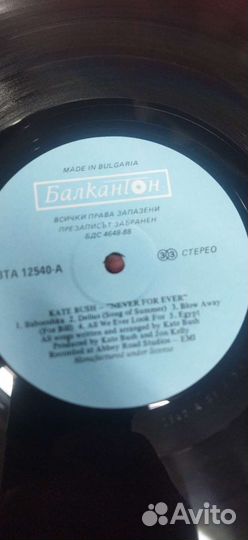 MADE IN BULGARIA
Балкантон
ВСИЧКИ ПРАВА ЗАПАЗЕНИ
ПРЕЗАПИСЪТ ЗАБРАНЕН
БДС 4648-88
ВТА 12540-А
33 СТЕРЕО
KATE BUSH – "NEVER FOR EVER"
1. Babooshka 2. Delius (Song of Summer) 3. Blow Away
(For Bill) 4. All We Ever Look For 5. Egypt
All songs written and arranged by Kate Bush
Produced by Kate Bush and Jon Kelly
Recorded at Abbey Road Studios – EMI
Manufactured under license
Avito